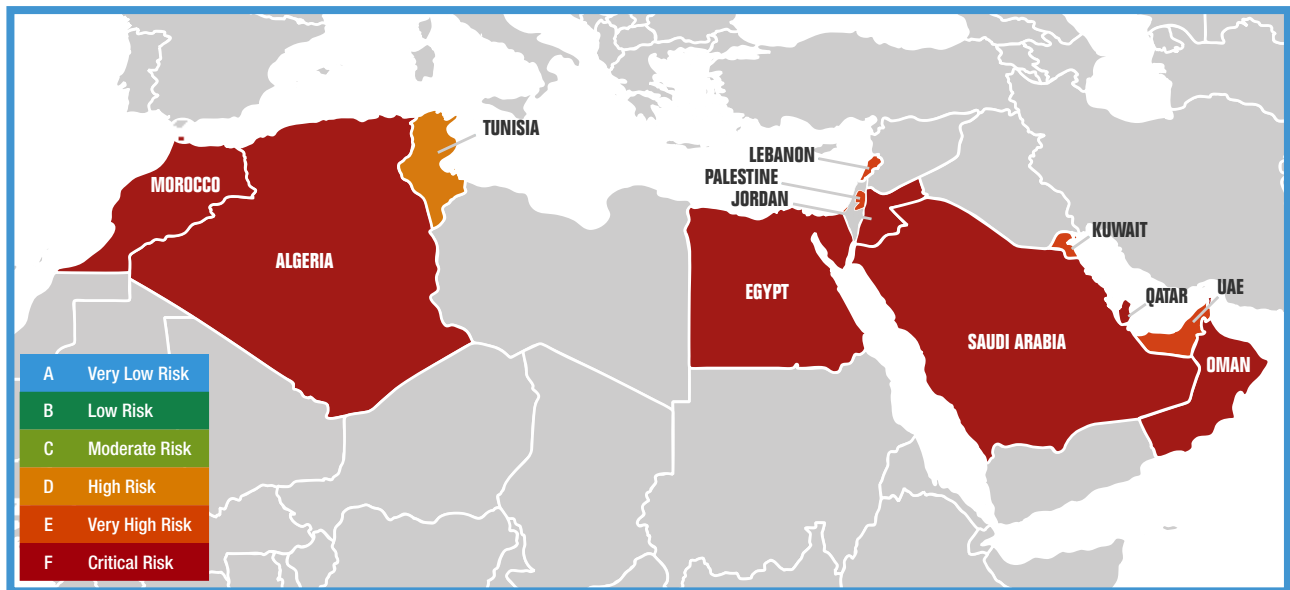 TUNISIA
LEBANON
PALESTINE
JORDAN
MOROCCO
ALGERIA
EGYPT
KUWAIT
QATAR
UAE
SAUDI ARABIA
OMAN
A Very Low Risk
B Low Risk
C Moderate Risk
D High Risk
E Very High Risk
F Critical Risk